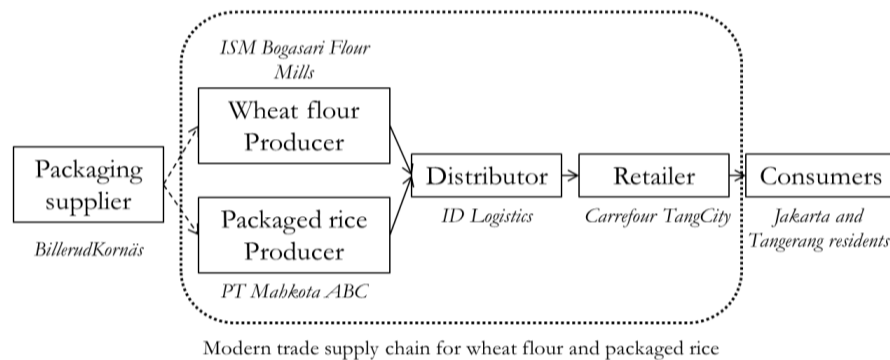 ISM Bogasari Flour
Mills
Wheat flour
Producer
Packaging
supplier
BillerudKornäs
Packaged rice
Producer
PT Mahkota ABC
Distributor
ID Logistics
Retailer
Carrefour TangCity
Consumers
Jakarta and
Tangerang residents
Modern trade supply chain for wheat flour and packaged rice